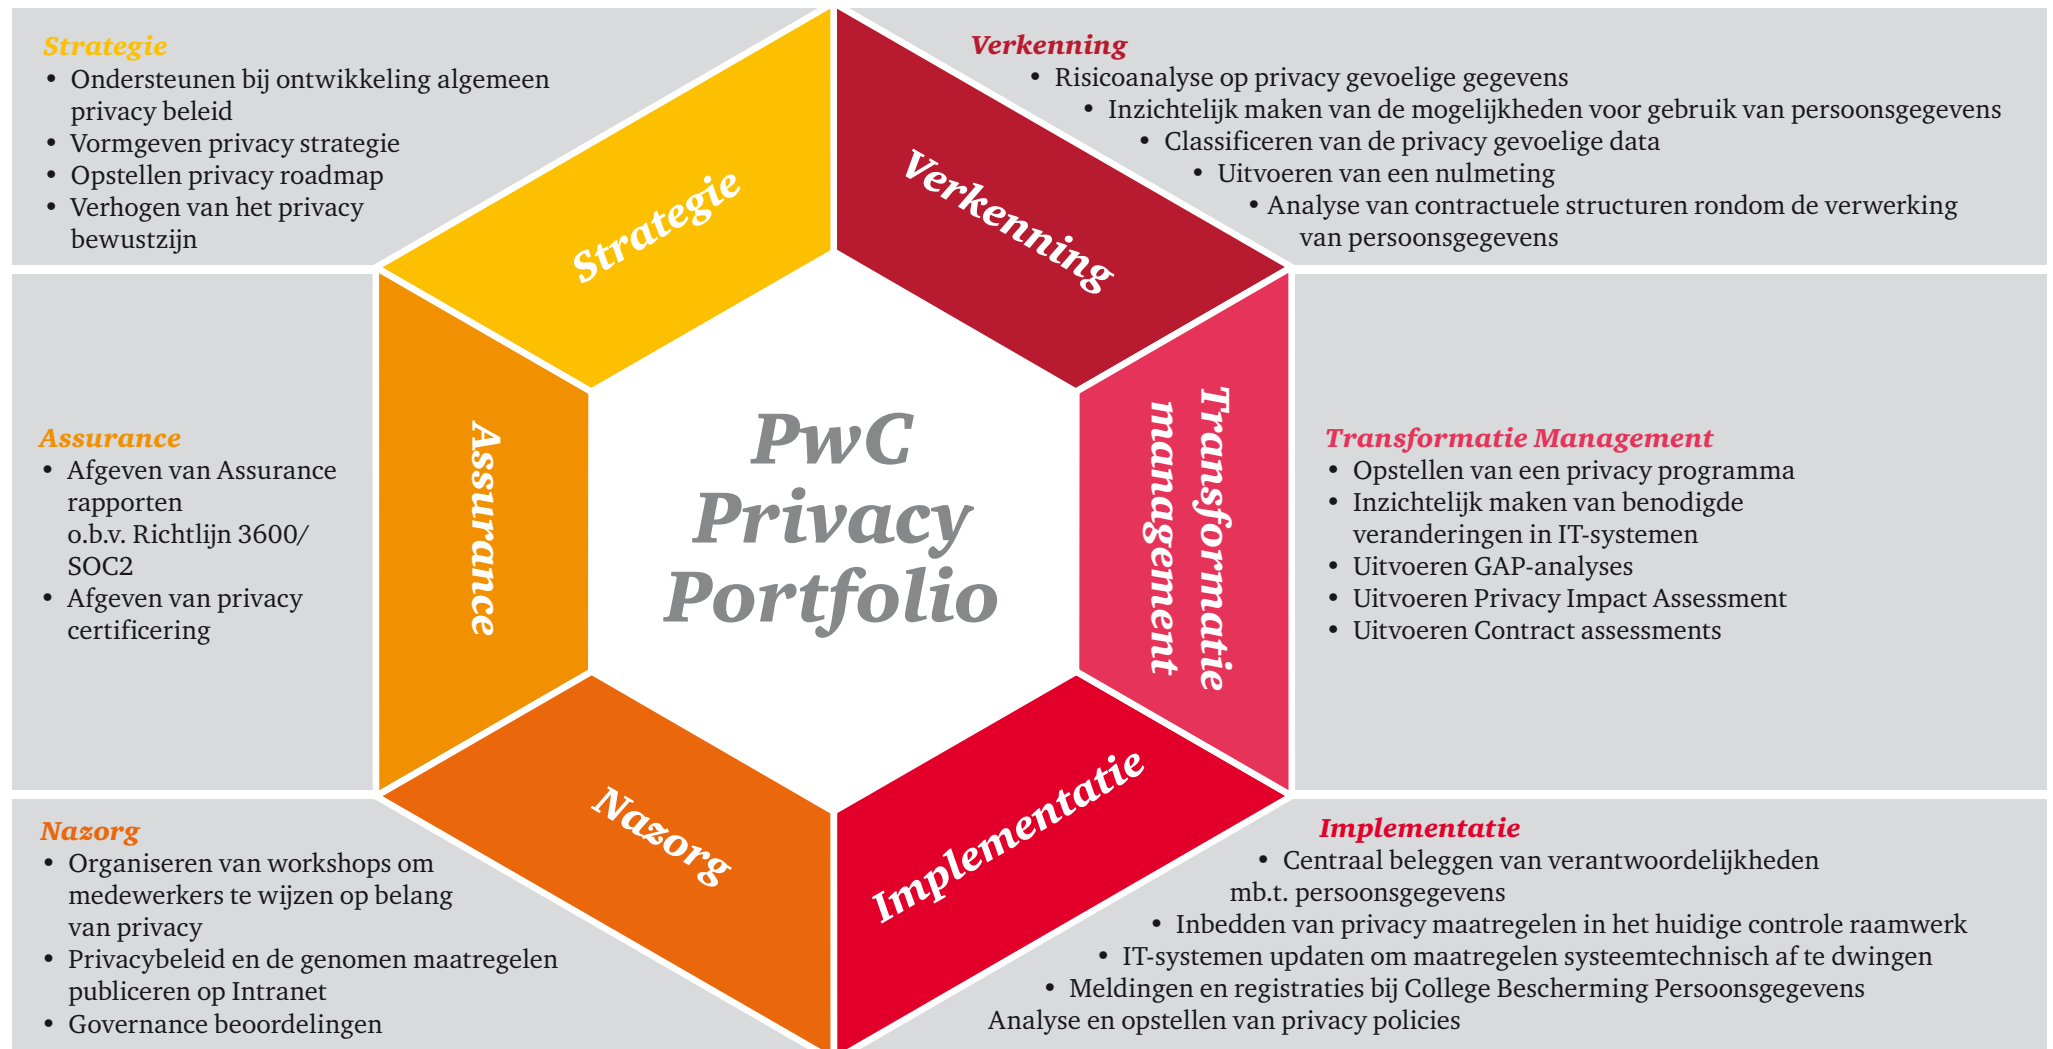 Strategie
• Ondersteunen bij ontwikkeling algemeen
privacy beleid
• Vormgeven privacy strategie
• Opstellen privacy roadmap
• Verhogen van het privacy
bewustzijn
Verkenning
• Risicoanalyse op privacy gevoelige gegevens
• Inzichtelijk maken van de mogelijkheden voor gebruik van persoonsgegevens
• Classificeren van de privacy gevoelige data
• Uitvoeren van een nulmeting
• Analyse van contractuele structuren rondom de verwerking
van persoonsgegevens
Strategie
Verkenning
Assurance
• Afgeven van Assurance
rapporten
o.b.v. Richtlijn 3600/
SOC2
• Afgeven van privacy
certificering
Assurance
PwC
Privacy
Portfolio
Transformatie
management
Transformatie Management
• Opstellen van een privacy programma
• Inzichtelijk maken van benodigde
veranderingen in IT-systemen
• Uitvoeren GAP-analyses
• Uitvoeren Privacy Impact Assessment
• Uitvoeren Contract assessments
Nazorg
Implementatie
Nazorg
• Organiseren van workshops om
medewerkers te wijzen op belang
van privacy
• Privacybeleid en de genomen maatregelen
publiceren op Intranet
• Governance beoordelingen
Implementatie
• Centraal beleggen van verantwoordelijkheden
mb.t. persoonsgegevens
• Inbedden van privacy maatregelen in het huidige controle raamwerk
• IT-systemen updaten om maatregelen systeemtechnisch af te dwingen
• Meldingen en registraties bij College Bescherming Persoonsgegevens
Analyse en opstellen van privacy policies